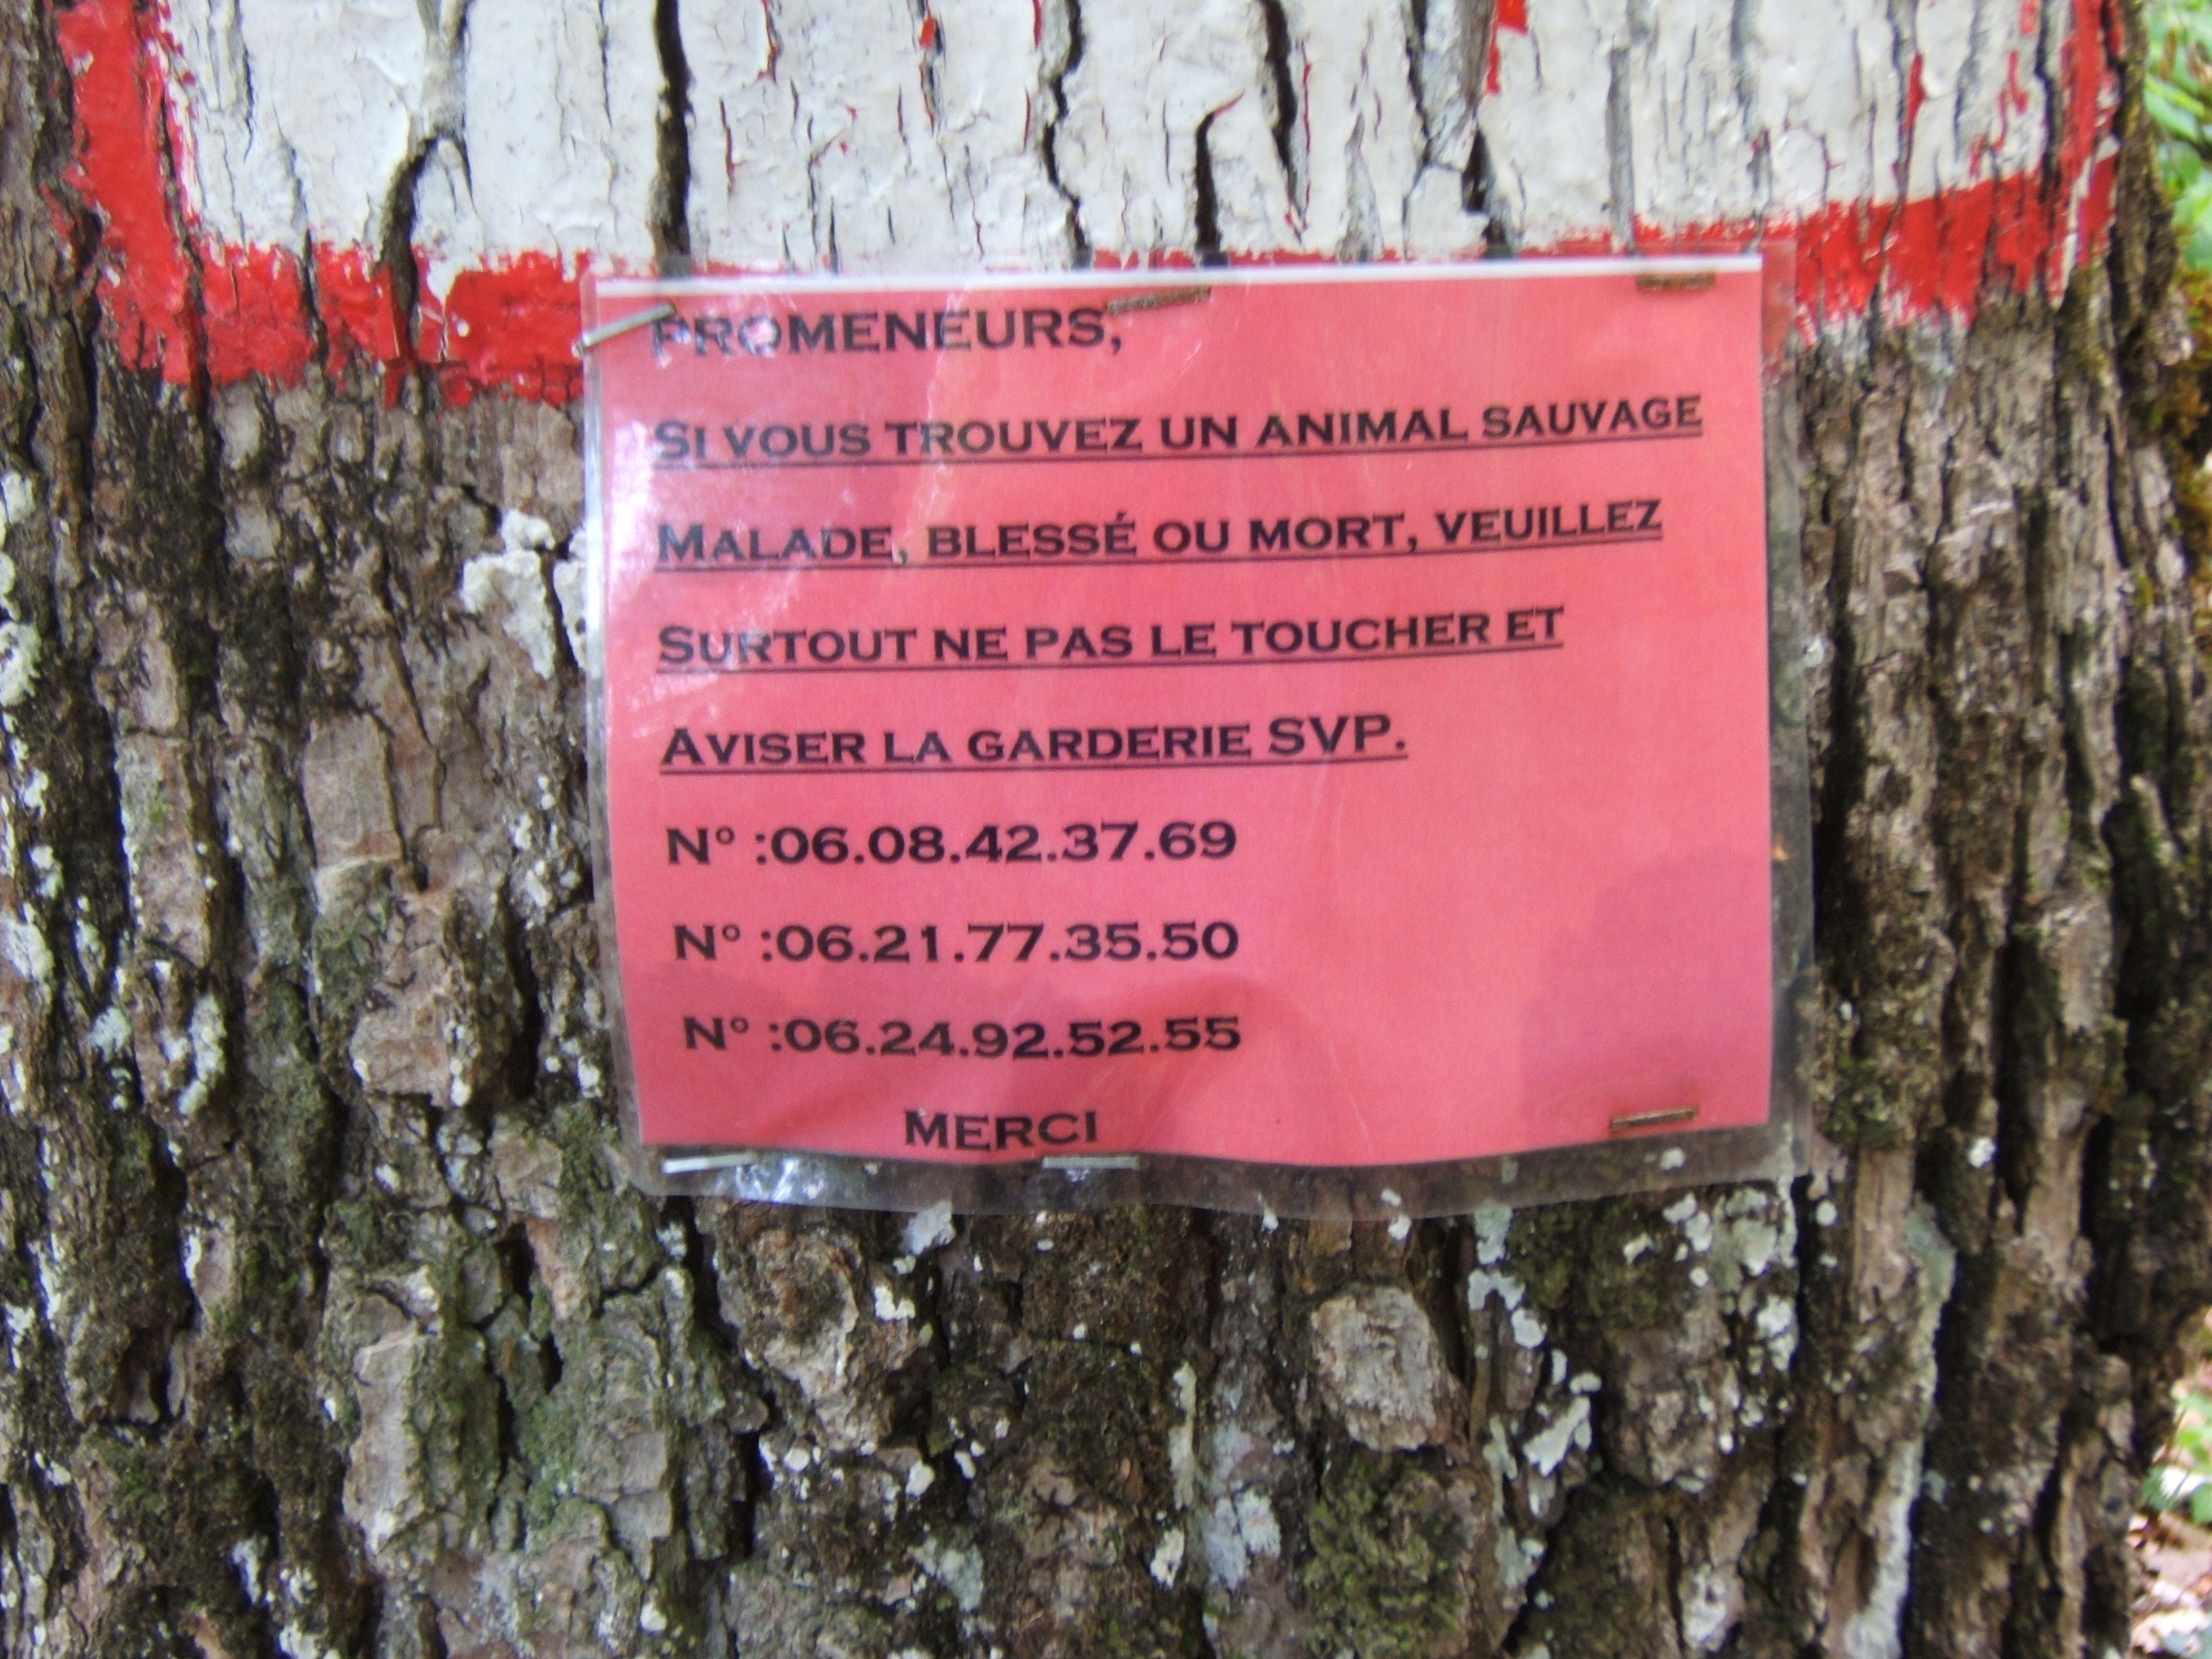 PROMENEURS,
SI VOUS TROUVEZ UN ANIMAL SAUVAGE
MALADE, BLESSÉ OU MORT, VEUILLEZ
SURTOUT NE PAS LE TOUCHER ET
AVISER LA GARDERIE SVP.
N° :06.08.42.37.69
N° :06.21.77.35.50
N° :06.24.92.52.55
MERCI